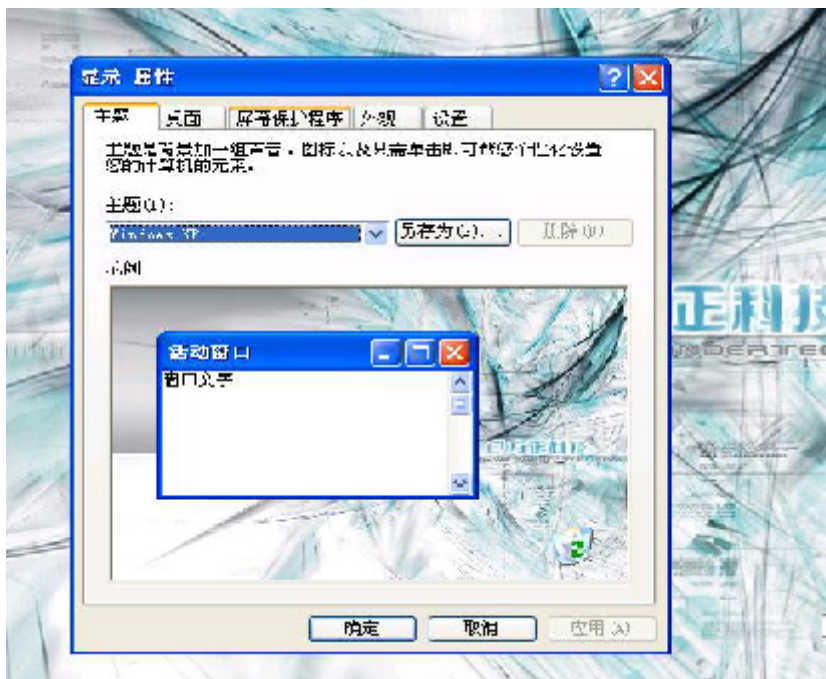 显示 属性
主题 桌面 屏幕保护程序 外观 设置
主题是背景加一组声音，图标以及只需单击即可帮您个性化设置
您的计算机的元素。
主题(T):
Windows XP 另存为(S)... 删除(D)
示例
活动窗口
窗口文字
正科技
方正科技
确定 取消 应用(A)